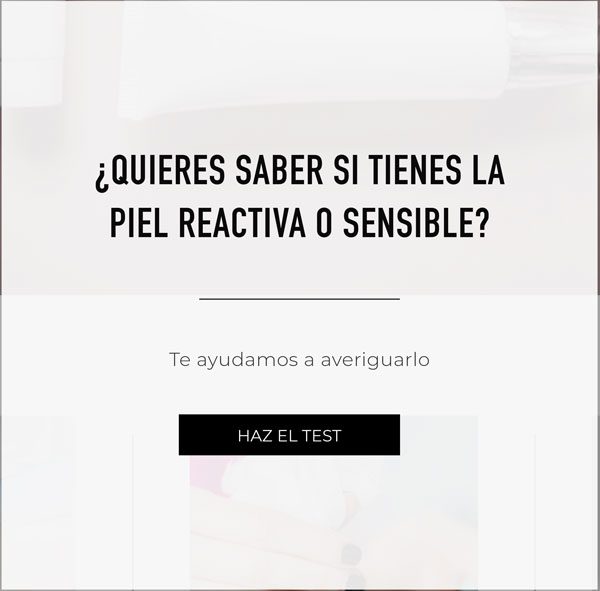 ¿QUIERES SABER SI TIENES LA
PIEL REACTIVA O SENSIBLE?
Te ayudamos a averiguarlo
HAZ EL TEST